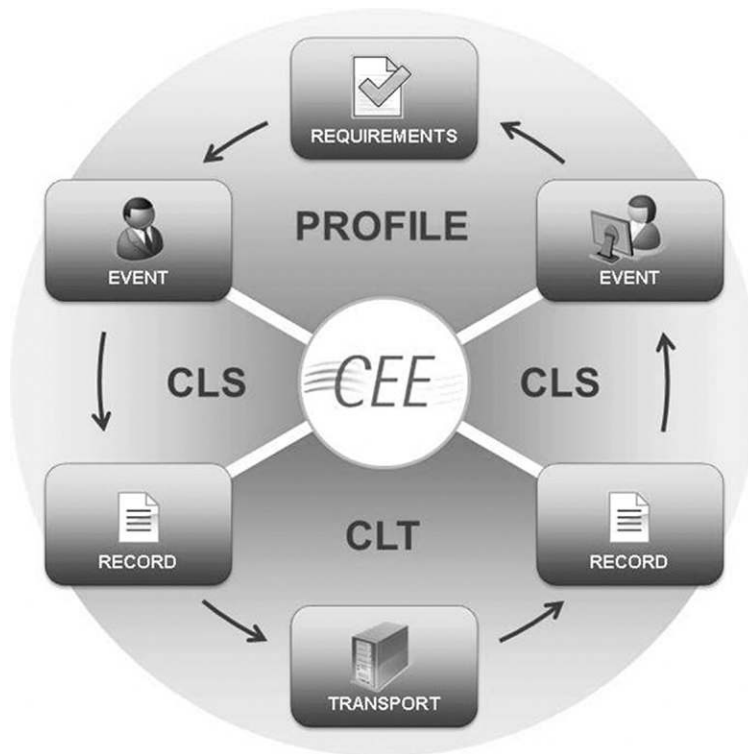 REQUIREMENTS
PROFILE
EVENT
EVENT
CLS
CEE
CLS
RECORD
CLT
RECORD
TRANSPORT